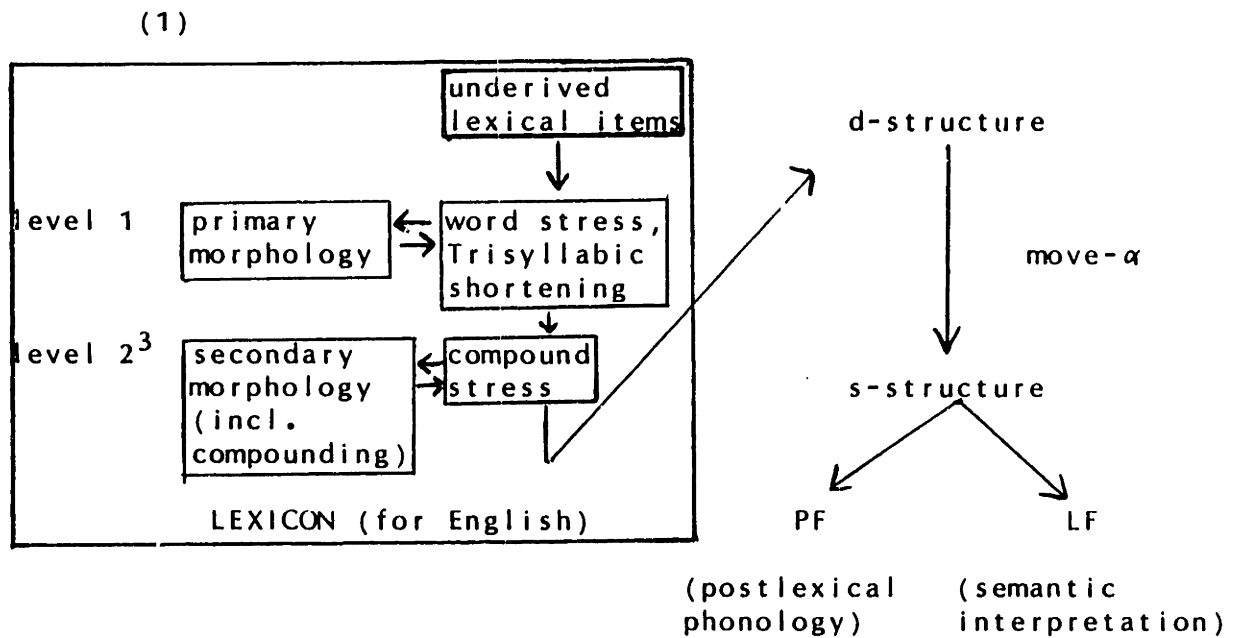 (1)
underived
lexical items
d-structure
level 1
primary
morphology
word stress,
Trisyllabic
shortening
move-α
level 2³
secondary
morphology
(incl.
compounding)
compound
stress
s-structure
LEXICON (for English)
PF
LF
(postlexical
phonology)
(semantic
interpretation)